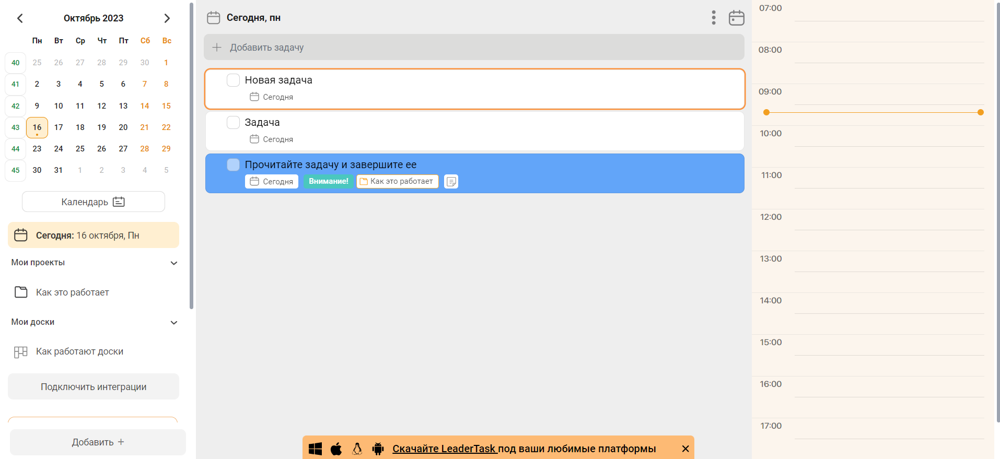 Октябрь 2023
Пн Вт Ср Чт Пт Сб Вс
40 25 26 27 28 29 30 1
41 2 3 4 5 6 7 8
42 9 10 11 12 13 14 15
43 16 17 18 19 20 21 22
44 23 24 25 26 27 28 29
45 30 31 1 2 3 4 5
Календарь
Сегодня: 16 октября, Пн
Мои проекты
Как это работает
Мои доски
Как работают доски
Подключить интеграции
Добавить +
Сегодня, пн
Добавить задачу
Новая задача
Сегодня
Задача
Сегодня
Прочитайте задачу и завершите ее
Сегодня Внимание! Как это работает
Скачайте LeaderTask под ваши любимые платформы
07:00
08:00
09:00
10:00
11:00
12:00
13:00
14:00
15:00
16:00
17:00